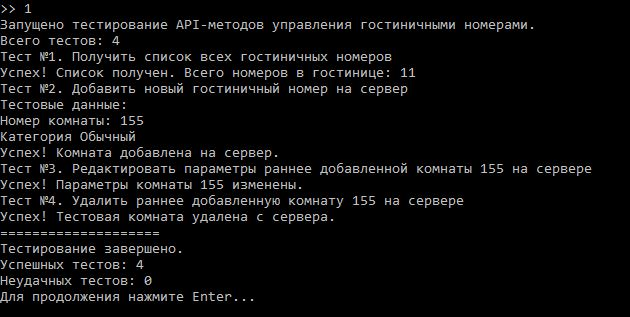 >> 1
Запущено тестирование API-методов управления гостиничными номерами.
Всего тестов: 4
Тест №1. Получить список всех гостиничных номеров
Успех! Список получен. Всего номеров в гостинице: 11
Тест №2. Добавить новый гостиничный номер на сервер
Тестовые данные:
Номер комнаты: 155
Категория Обычный
Успех! Комната добавлена на сервер.
Тест №3. Редактировать параметры раннее добавленной комнаты 155 на сервере
Успех! Параметры комнаты 155 изменены.
Тест №4. Удалить раннее добавленную комнату 155 на сервере
Успех! Тестовая комната удалена с сервера.
====================
Тестирование завершено.
Успешных тестов: 4
Неудачных тестов: 0
Для продолжения нажмите Enter...